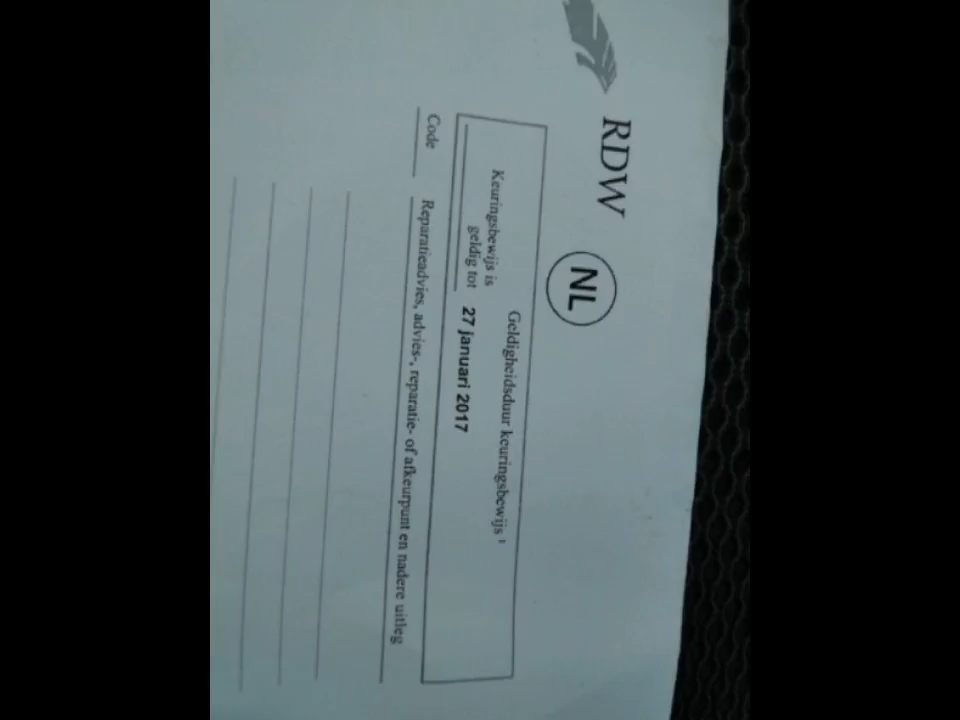 RDW
NL
Geldigheidsduur keuringsbewijs ¹
Keuringsbewijs is
geldig tot 27 januari 2017
Code Reparatieadvies, advies-, reparatie- of afkeurpunt en nadere uitleg